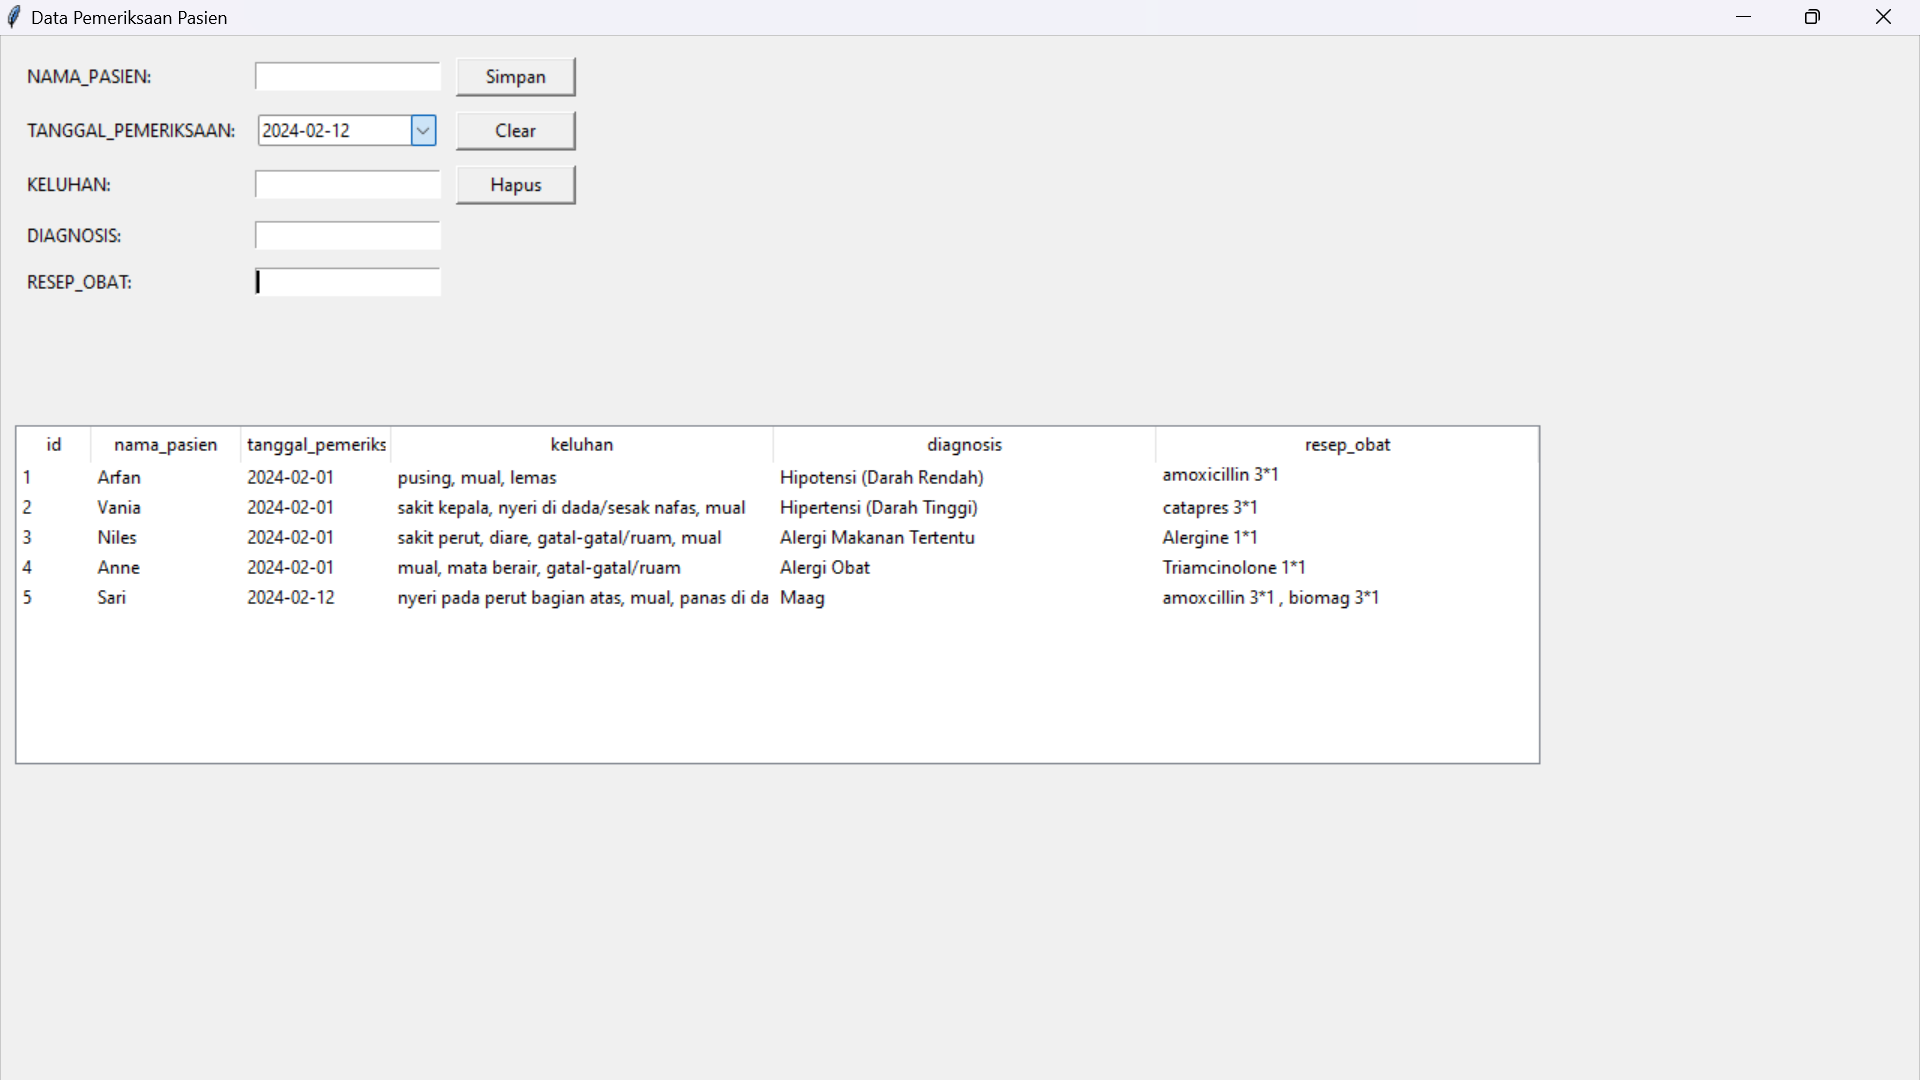 Data Pemeriksaan Pasien
NAMA_PASIEN: Simpan
TANGGAL_PEMERIKSAAN: 2024-02-12 Clear
KELUHAN: Hapus
DIAGNOSIS:
RESEP_OBAT:
id nama_pasien tanggal_pemeriks keluhan diagnosis resep_obat
1 Arfan 2024-02-01 pusing, mual, lemas Hipotensi (Darah Rendah) amoxicillin 3*1
2 Vania 2024-02-01 sakit kepala, nyeri di dada/sesak nafas, mual Hipertensi (Darah Tinggi) catapres 3*1
3 Niles 2024-02-01 sakit perut, diare, gatal-gatal/ruam, mual Alergi Makanan Tertentu Alergine 1*1
4 Anne 2024-02-01 mual, mata berair, gatal-gatal/ruam Alergi Obat Triamcinolone 1*1
5 Sari 2024-02-12 nyeri pada perut bagian atas, mual, panas di da Maag amoxcillin 3*1 , biomag 3*1